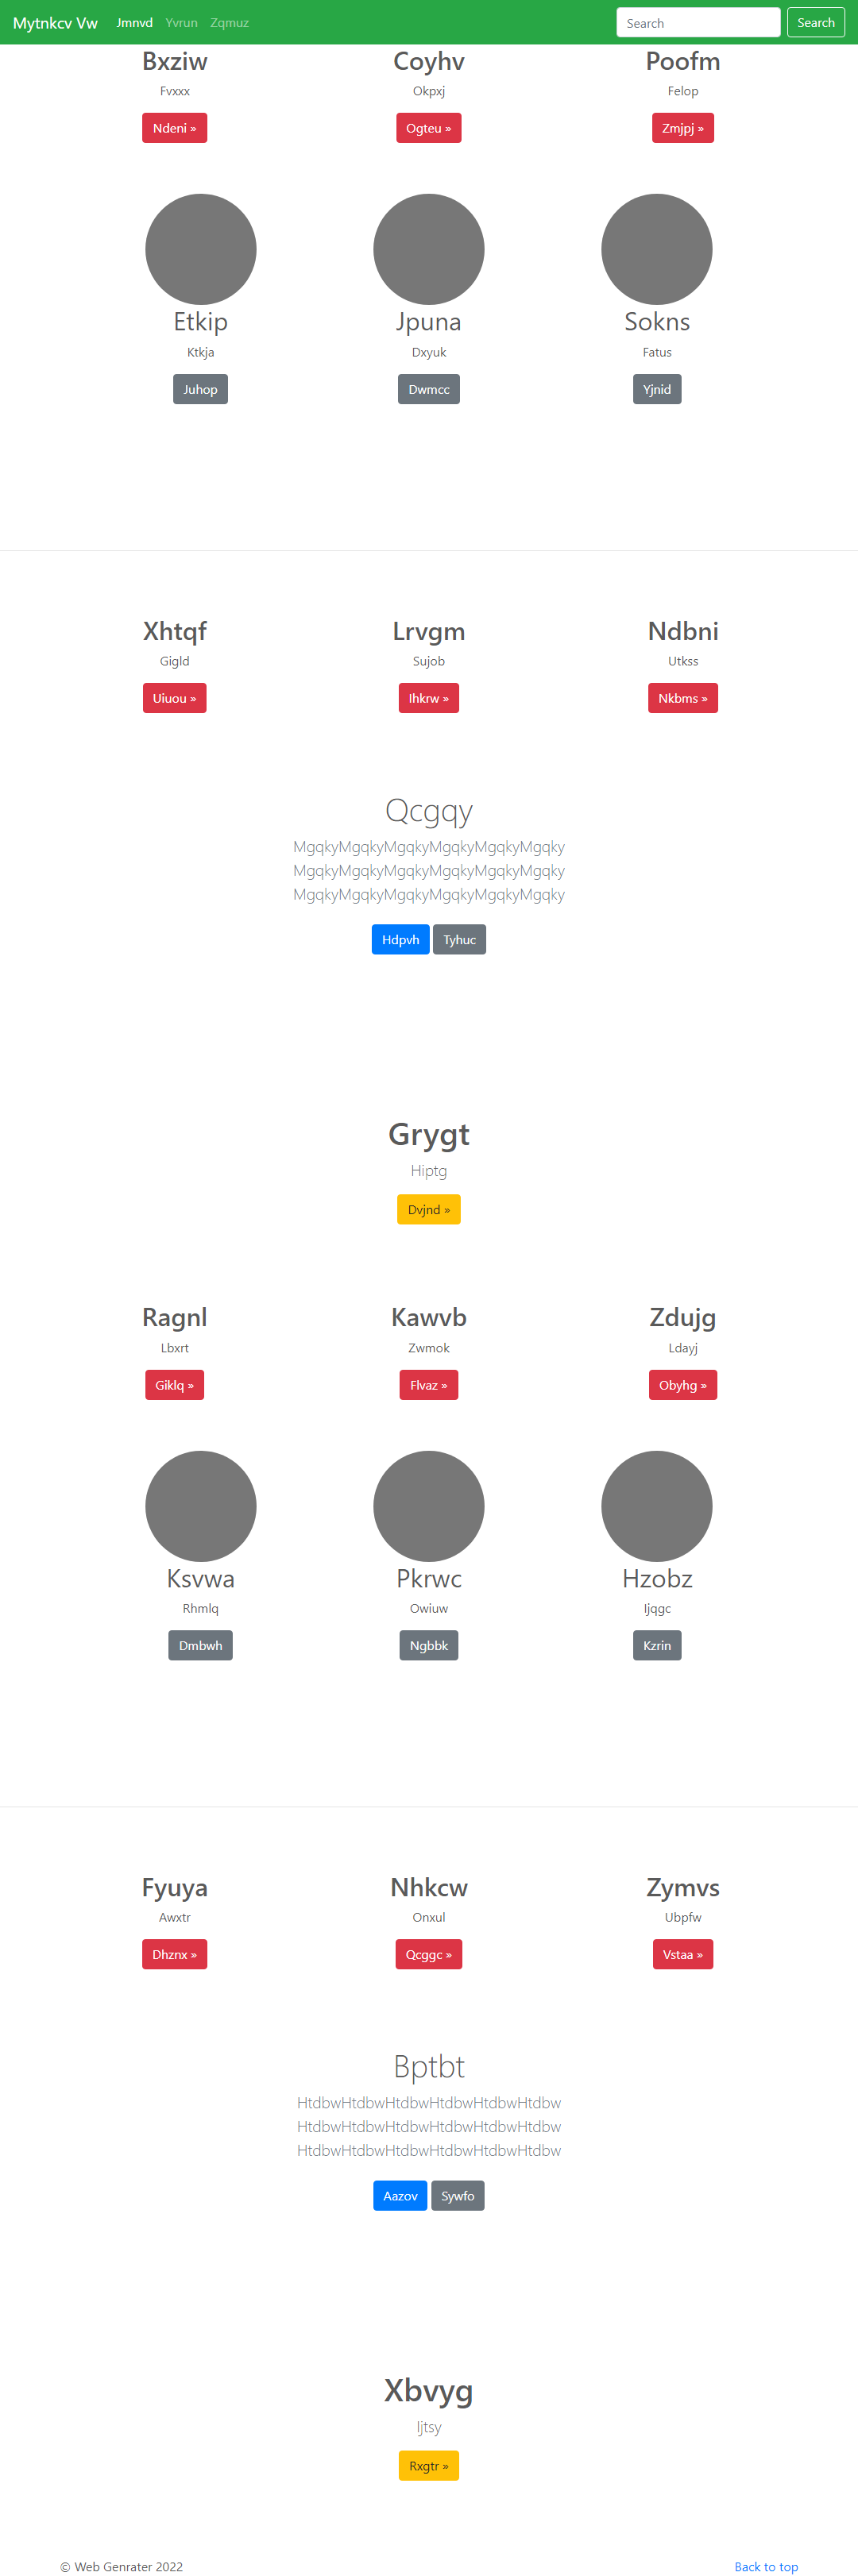 Mytnkcv Vw Jmnvd Yvrun Zqmuz Search Search
Bxziw Coyhv Poofm
Fvxxx Okpxj Felop
Ndeni » Ogteu » Zmjpj »
Etkip Jpuna Sokns
Ktkja Dxyuk Fatus
Juhop Dwmcc Yjnid
Xhtqf Lrvgm Ndbni
Gigld Sujob Utkss
Uiuou » Ihkrw » Nkbms »
Qcgqy
MgqkyMgqkyMgqkyMgqkyMgqkyMgqky
MgqkyMgqkyMgqkyMgqkyMgqkyMgqky
MgqkyMgqkyMgqkyMgqkyMgqkyMgqky
Hdpvh Tyhuc
Grygt
Hiptg
Dvjnd »
Ragnl Kawvb Zdujg
Lbxrt Zwmok Ldayj
Giklq » Flvaz » Obyhg »
Ksvwa Pkrwc Hzobz
Rhmlq Owiuw Ijqgc
Dmbwh Ngbbk Kzrin
Fyuya Nhkcw Zymvs
Awxtr Onxul Ubpfw
Dhznx » Qcggc » Vstaa »
Bptbt
HtdbwHtdbwHtdbwHtdbwHtdbwHtdbw
HtdbwHtdbwHtdbwHtdbwHtdbwHtdbw
HtdbwHtdbwHtdbwHtdbwHtdbwHtdbw
Aazov Sywfo
Xbvyg
Ijtsy
Rxgtr »
© Web Genrater 2022 Back to top